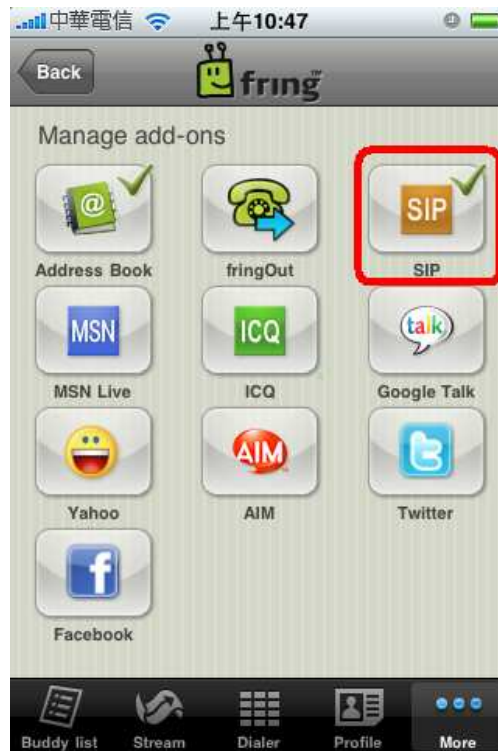 中華電信 上午10:47
Back fring™
Manage add-ons
@ SIP
Address Book fringOut SIP
MSN ICQ talk
MSN Live ICQ Google Talk
AIM
Yahoo AIM Twitter
f
Facebook
Buddy list Stream Dialer Profile More